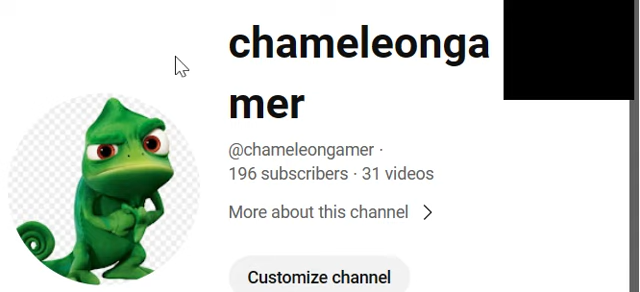 chameleonga
mer
@chameleongamer ·
196 subscribers · 31 videos
More about this channel
Customize channel